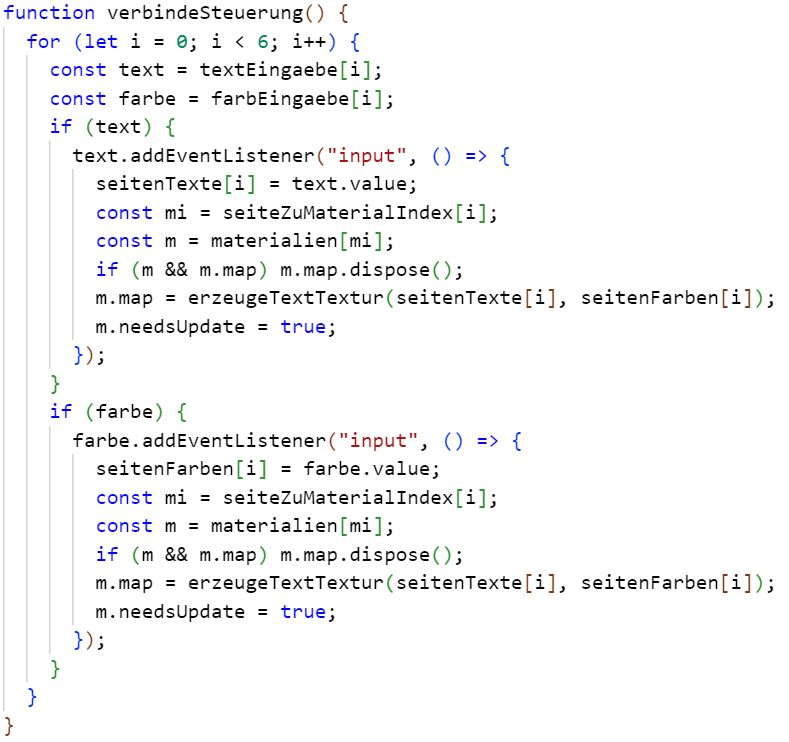 function verbindeSteuerung() {
  for (let i = 0; i < 6; i++) {
    const text = textEingaebe[i];
    const farbe = farbEingaebe[i];
    if (text) {
      text.addEventListener("input", () => {
        seitenTexte[i] = text.value;
        const mi = seiteZuMaterialIndex[i];
        const m = materialien[mi];
        if (m && m.map) m.map.dispose();
        m.map = erzeugeTextTextur(seitenTexte[i], seitenFarben[i]);
        m.needsUpdate = true;
      });
    }
    if (farbe) {
      farbe.addEventListener("input", () => {
        seitenFarben[i] = farbe.value;
        const mi = seiteZuMaterialIndex[i];
        const m = materialien[mi];
        if (m && m.map) m.map.dispose();
        m.map = erzeugeTextTextur(seitenTexte[i], seitenFarben[i]);
        m.needsUpdate = true;
      });
    }
  }
}